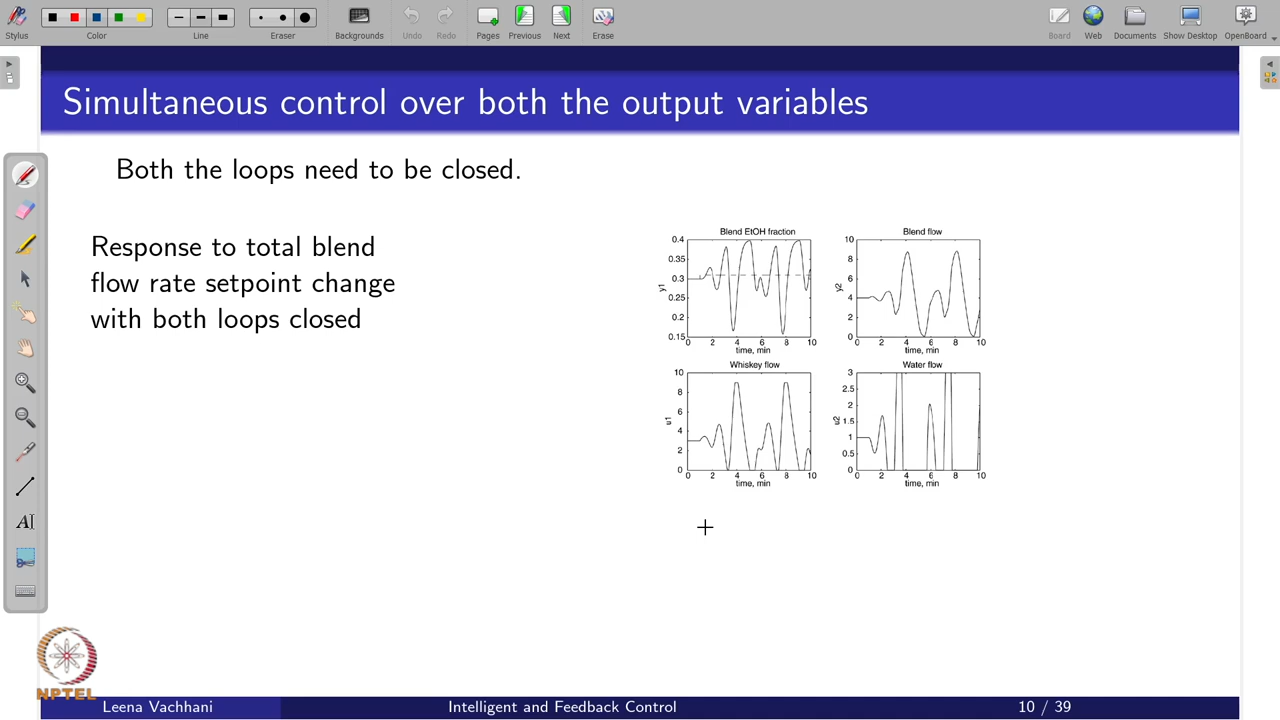 Stylus
Color
Line
Eraser
Backgrounds
Undo
Redo
Pages
Previous
Next
Erase
Board
Web
Documents
Show Desktop
OpenBoard
Simultaneous control over both the output variables
Both the loops need to be closed.
Response to total blend
flow rate setpoint change
with both loops closed
Blend EtOH fraction
0.4
0.35
0.3
0.25
0.2
0.15
y1
0 2 4 6 8 10
time, min
Blend flow
10
8
6
4
2
0
y2
0 2 4 6 8 10
time, min
Whiskey flow
10
8
6
4
2
0
u1
0 2 4 6 8 10
time, min
Water flow
3
2.5
2
1.5
1
0.5
0
u2
0 2 4 6 8 10
time, min
NPTEL
Leena Vachhani
Intelligent and Feedback Control
10 / 39